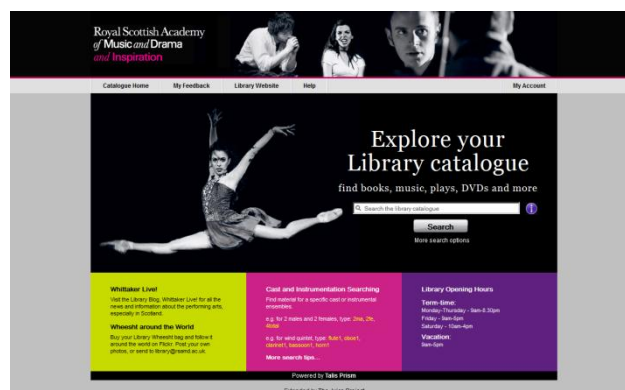 Royal Scottish Academy
of Music and Drama
and Inspiration
Catalogue Home
My Feedback
Library Website
Help
My Account
Explore your
Library catalogue
find books, music, plays, DVDs and more
Search the library catalogue
i
Search
More search options
Whittaker Live!
Visit the Library Blog, Whittaker Live! for all the
news and information about the performing arts,
especially in Scotland.
Wheesht around the World
Buy your Library Wheesht bag and follow it
around the world on Flickr. Post your own
photos, or send to library@rsamd.ac.uk.
Cast and Instrumentation Searching
Find material for a specific cast or instrumental
ensembles.
e.g. for 2 males and 2 females, type: 2ma, 2fe,
4total
e.g. for wind quintet, type: flute1, oboe1,
clarinet1, bassoon1, horn1
More search tips...
Library Opening Hours
Term-time:
Monday-Thursday - 9am-8.30pm
Friday - 9am-5pm
Saturday - 10am-4pm
Vacation:
9am-5pm
Powered by Talis Prism